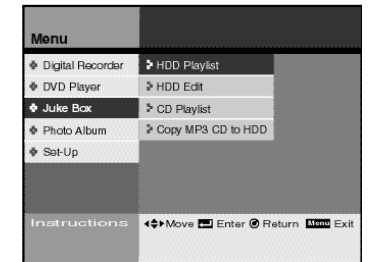 Menu
Digital Recorder
HDD Playlist
DVD Player
HDD Edit
Juke Box
CD Playlist
Photo Album
Copy MP3 CD to HDD
Set-Up
Instructions
Move Enter Return Menu Exit